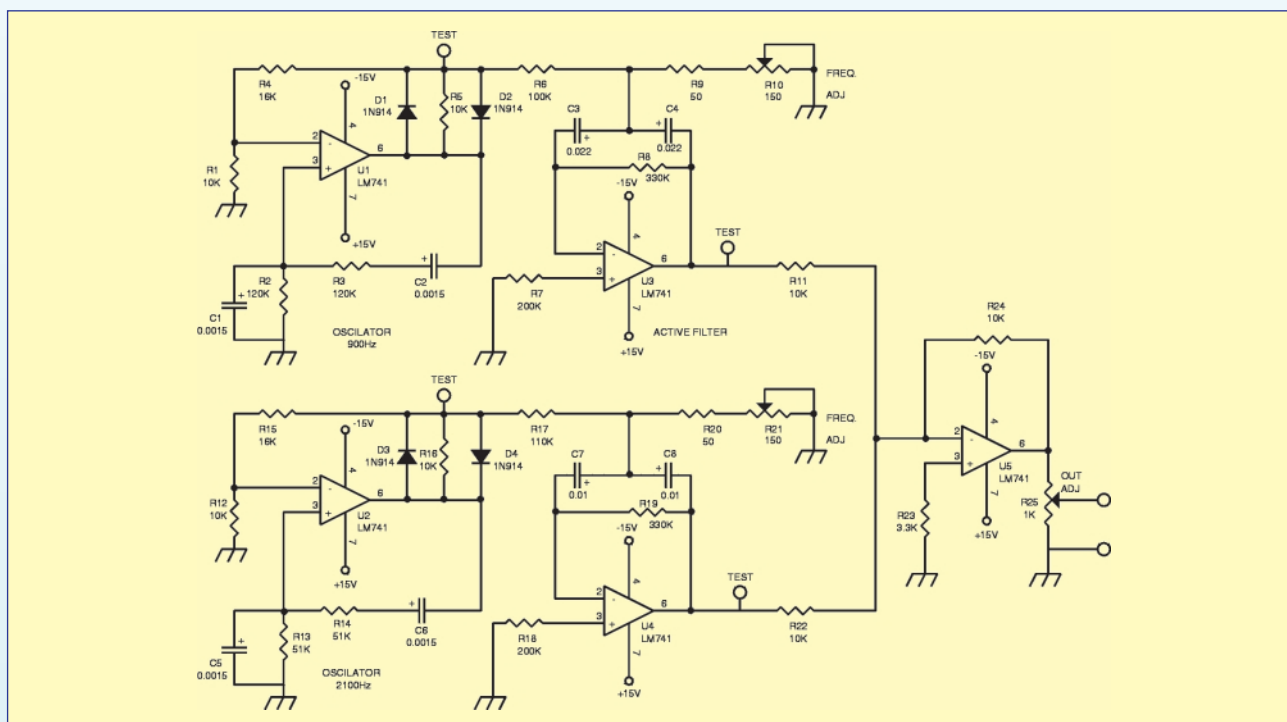 TEST
R4
16K
-15V
4
D1
1N914
R5
10K
D2
1N914
R6
100K
C3
+
0.022
C4
+
0.022
R9
50
R10
150
FREQ.
ADJ
2
-
3
+
6
U1
LM741
7
+15V
R1
10K
R8
330K
-15V
4
2
-
3
+
6
U3
LM741
7
+15V
TEST
R11
10K
R7
200K
ACTIVE FILTER
+
C1
0.0015
R2
120K
R3
120K
+
C2
0.0015
OSCILATOR
900Hz
R24
10K
-15V
4
2
-
3
+
6
U5
LM741
7
+15V
R23
3.3K
OUT
ADJ
R25
1K
TEST
R15
16K
-15V
4
D3
1N914
R16
10K
D4
1N914
R17
110K
C7
+
0.01
C8
+
0.01
R20
50
R21
150
FREQ.
ADJ
2
-
3
+
6
U2
LM741
7
+15V
R12
10K
R19
330K
-15V
4
2
-
3
+
6
U4
LM741
7
+15V
TEST
R22
10K
R18
200K
+
C5
0.0015
R13
51K
R14
51K
+
C6
0.0015
OSCILATOR
2100Hz